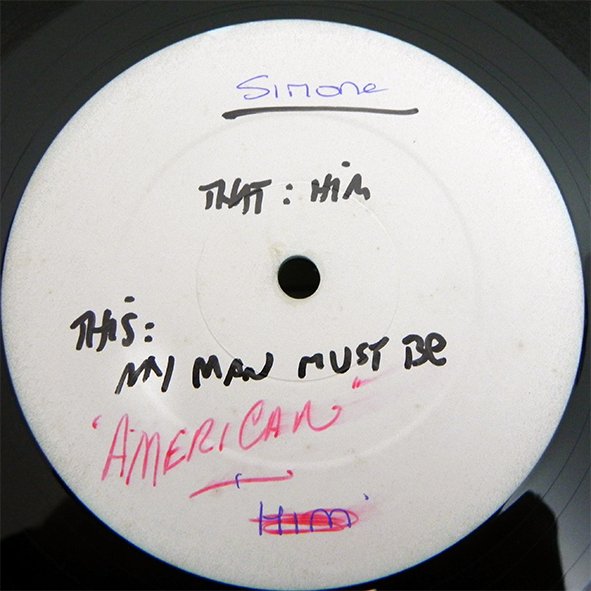 Simone
THAT: HiM
THiS:
MY MAN MUST Be
"AMERICAN"
HIM